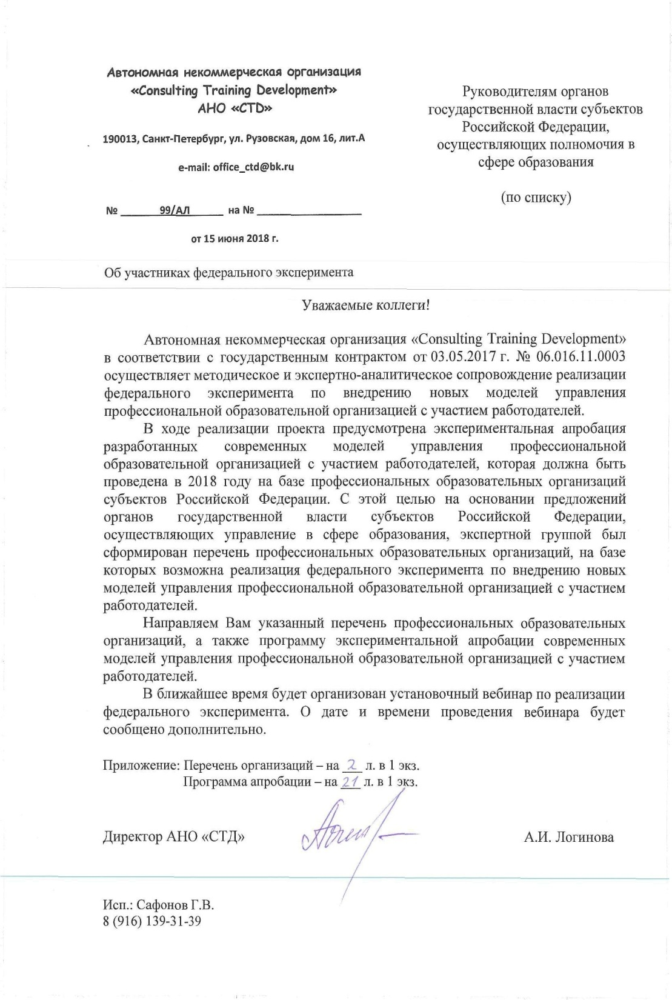 Автономная некоммерческая организация
«Consulting Training Development»
АНО «CTD»
190013, Санкт-Петербург, ул. Рузовская, дом 16, лит.А
e-mail: office_ctd@bk.ru
№ 99/АЛ на №
от 15 июня 2018 г.
Руководителям органов
государственной власти субъектов
Российской Федерации,
осуществляющих полномочия в
сфере образования
(по списку)
Об участниках федерального эксперимента
Уважаемые коллеги!
Автономная некоммерческая организация «Consulting Training Development»
в соответствии с государственным контрактом от 03.05.2017 г. № 06.016.11.0003
осуществляет методическое и экспертно-аналитическое сопровождение реализации
федерального эксперимента по внедрению новых моделей управления
профессиональной образовательной организацией с участием работодателей.
В ходе реализации проекта предусмотрена экспериментальная апробация
разработанных современных моделей управления профессиональной
образовательной организацией с участием работодателей, которая должна быть
проведена в 2018 году на базе профессиональных образовательных организаций
субъектов Российской Федерации. С этой целью на основании предложений
органов государственной власти субъектов Российской Федерации,
осуществляющих управление в сфере образования, экспертной группой был
сформирован перечень профессиональных образовательных организаций, на базе
которых возможна реализация федерального эксперимента по внедрению новых
моделей управления профессиональной образовательной организацией с участием
работодателей.
Направляем Вам указанный перечень профессиональных образовательных
организаций, а также программу экспериментальной апробации современных
моделей управления профессиональной образовательной организацией с участием
работодателей.
В ближайшее время будет организован установочный вебинар по реализации
федерального эксперимента. О дате и времени проведения вебинара будет
сообщено дополнительно.
Приложение: Перечень организаций – на 2 л. в 1 экз.
Программа апробации – на 21 л. в 1 экз.
Директор АНО «СТД»
А.И. Логинова
Исп.: Сафонов Г.В.
8 (916) 139-31-39